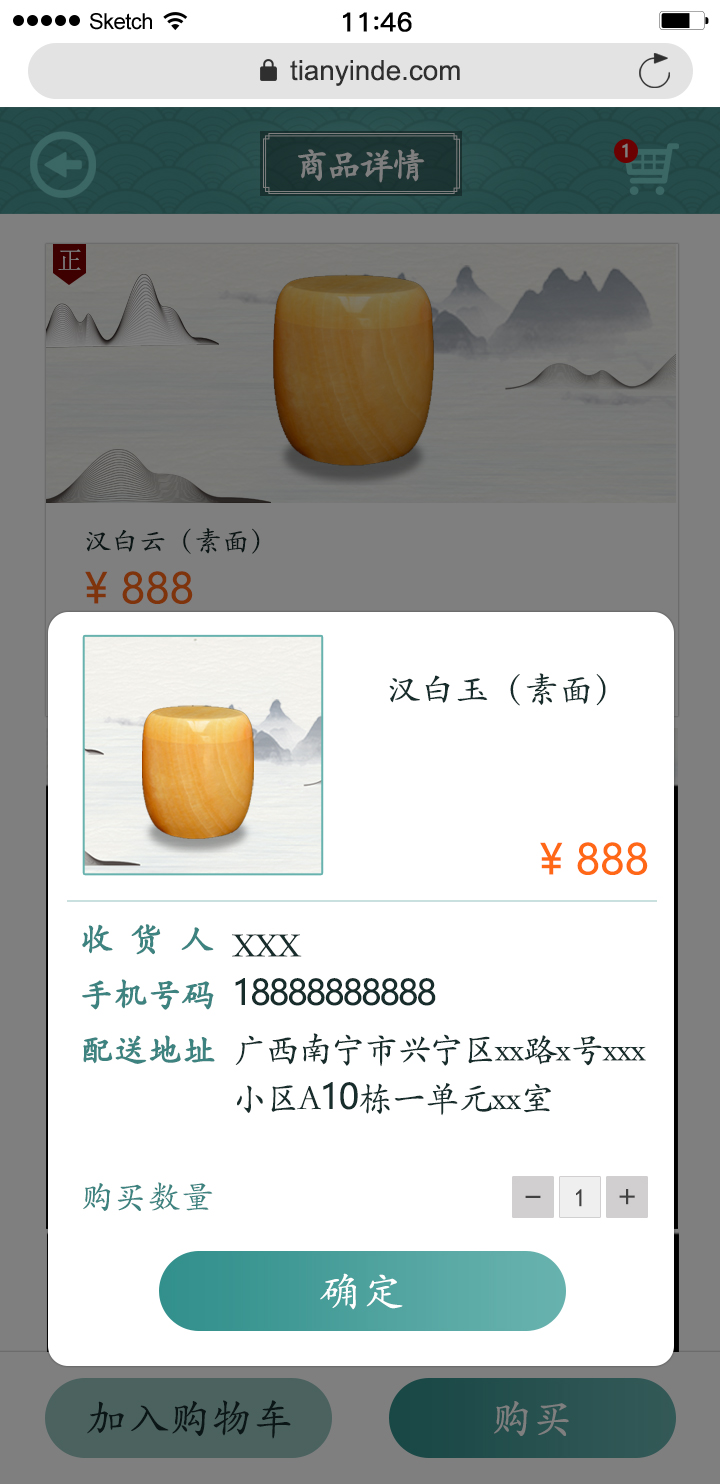 Sketch 11:46
tianyinde.com
商品详情
1
正
汉白云（素面）
¥ 888
汉白玉（素面）
¥ 888
收货人 XXX
手机号码 18888888888
配送地址 广西南宁市兴宁区xx路x号xxx
小区A10栋一单元xx室
购买数量 − 1 +
确定
加入购物车 购买